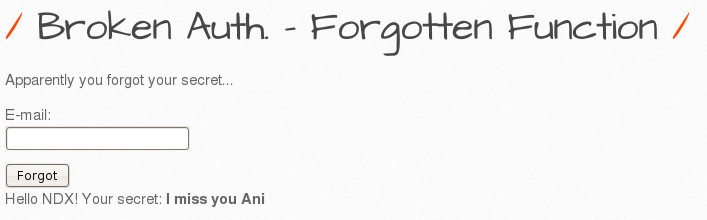 / Broken Auth. - Forgotten Function /
Apparently you forgot your secret...
E-mail:
Forgot
Hello NDX! Your secret: I miss you Ani